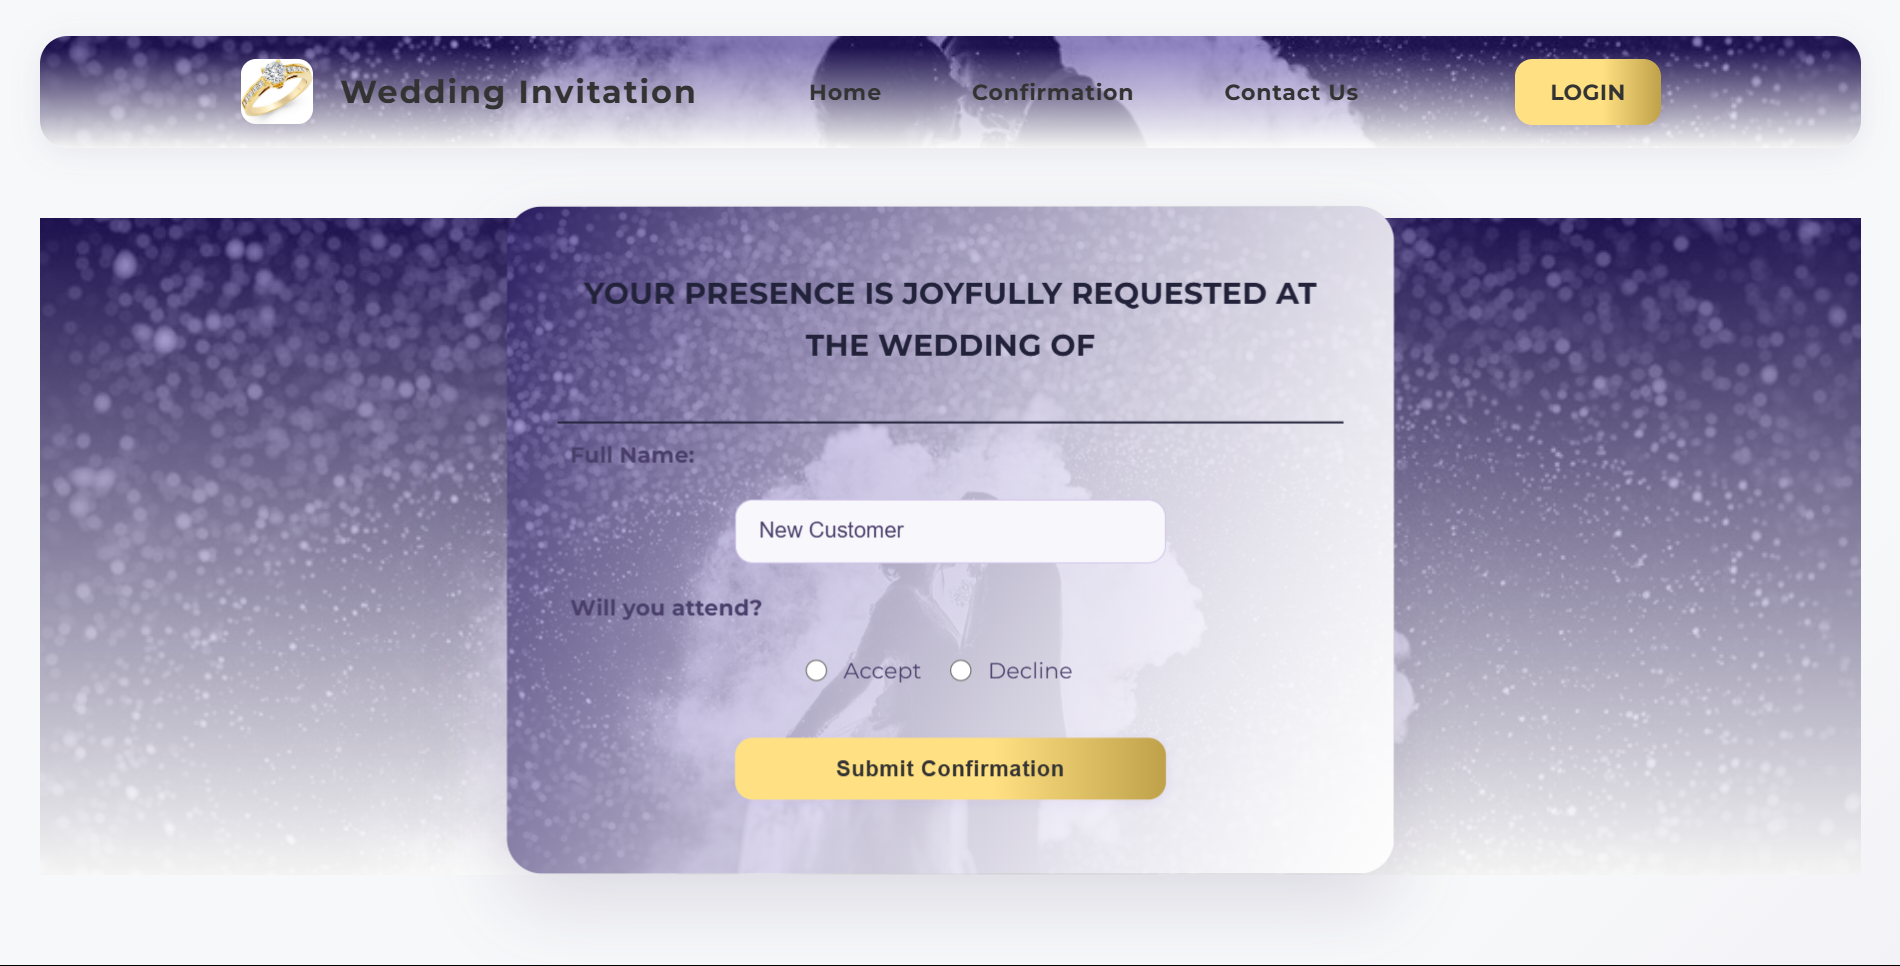 Wedding Invitation
Home
Confirmation
Contact Us
LOGIN
YOUR PRESENCE IS JOYFULLY REQUESTED AT
THE WEDDING OF
Full Name:
New Customer
Will you attend?
Accept
Decline
Submit Confirmation